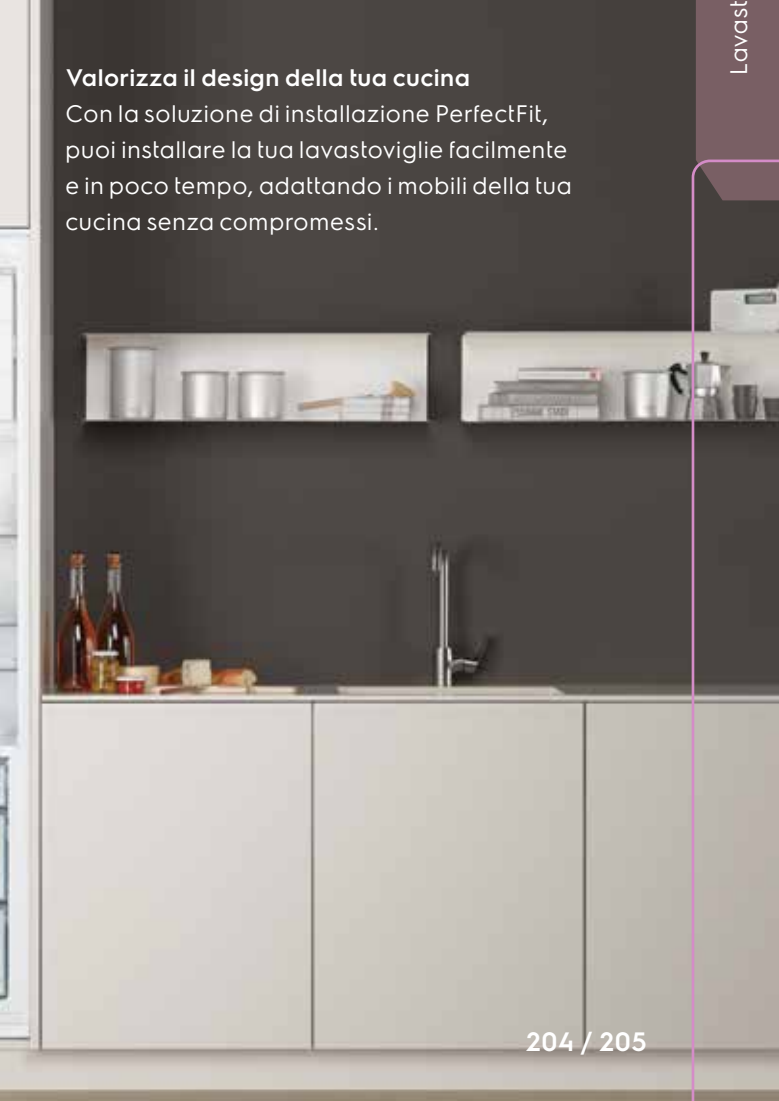 Lavast
Valorizza il design della tua cucina
Con la soluzione di installazione PerfectFit,
puoi installare la tua lavastoviglie facilmente
e in poco tempo, adattando i mobili della tua
cucina senza compromessi.
204 / 205